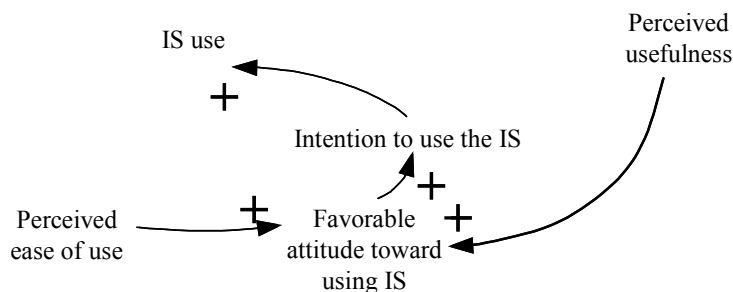 Perceived
usefulness
IS use
+
Intention to use the IS
+
+
Perceived
ease of use
+
Favorable
attitude toward
using IS